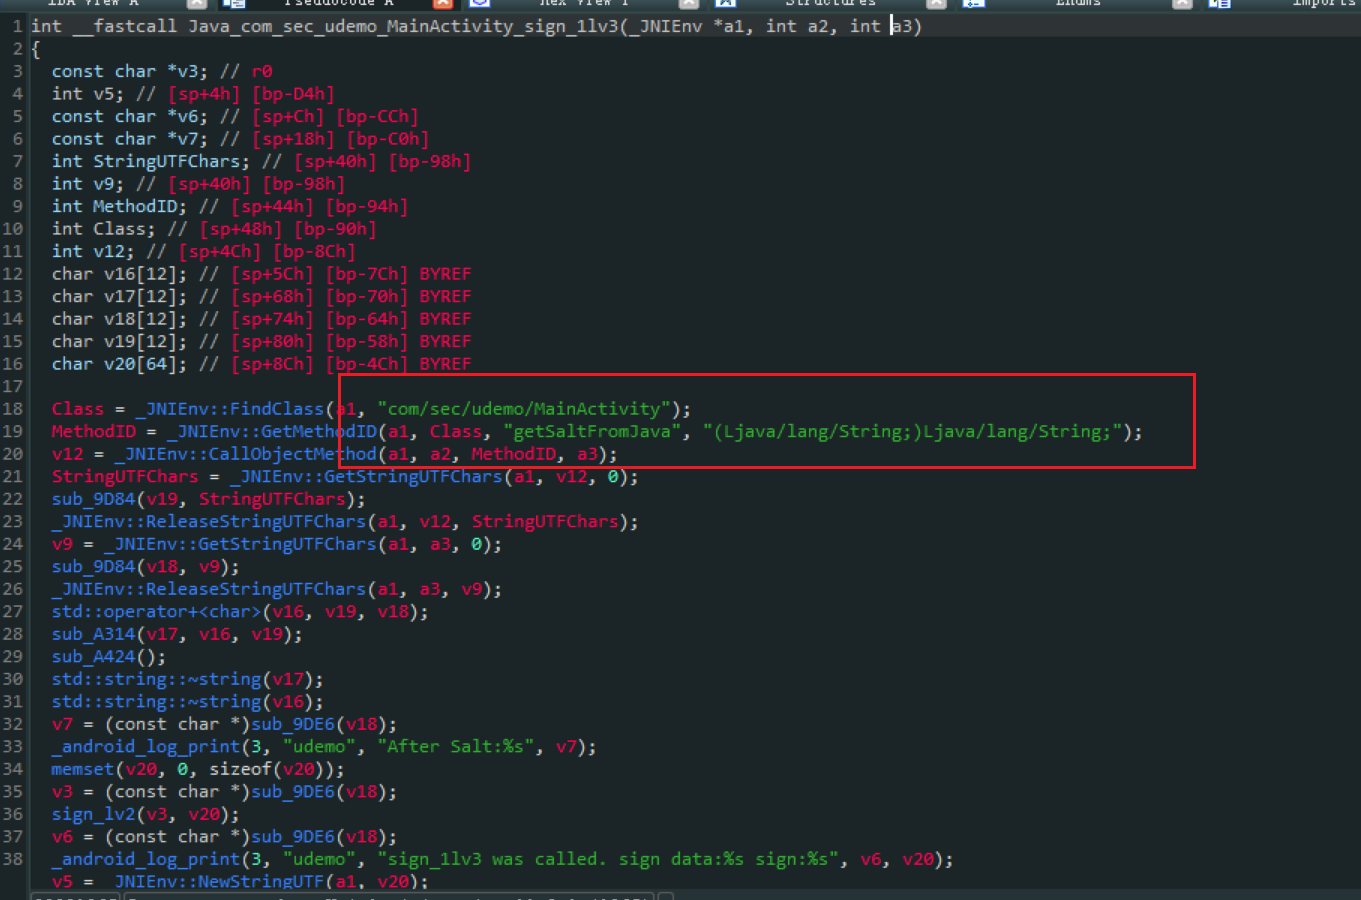 IDA View A Pseudocode A Hex View 1 Structures Enums Imports
1 int __fastcall Java_com_sec_udemo_MainActivity_sign_1lv3(_JNIEnv *a1, int a2, int a3)
2 {
3 const char *v3; // r0
4 int v5; // [sp+4h] [bp-D4h]
5 const char *v6; // [sp+Ch] [bp-CCh]
6 const char *v7; // [sp+18h] [bp-C0h]
7 int StringUTFChars; // [sp+40h] [bp-98h]
8 int v9; // [sp+40h] [bp-98h]
9 int MethodID; // [sp+44h] [bp-94h]
10 int Class; // [sp+48h] [bp-90h]
11 int v12; // [sp+4Ch] [bp-8Ch]
12 char v16[12]; // [sp+5Ch] [bp-7Ch] BYREF
13 char v17[12]; // [sp+68h] [bp-70h] BYREF
14 char v18[12]; // [sp+74h] [bp-64h] BYREF
15 char v19[12]; // [sp+80h] [bp-58h] BYREF
16 char v20[64]; // [sp+8Ch] [bp-4Ch] BYREF
17
18 Class = _JNIEnv::FindClass(a1, "com/sec/udemo/MainActivity");
19 MethodID = _JNIEnv::GetMethodID(a1, Class, "getSaltFromJava", "(Ljava/lang/String;)Ljava/lang/String;");
20 v12 = _JNIEnv::CallObjectMethod(a1, a2, MethodID, a3);
21 StringUTFChars = _JNIEnv::GetStringUTFChars(a1, v12, 0);
22 sub_9D84(v19, StringUTFChars);
23 _JNIEnv::ReleaseStringUTFChars(a1, v12, StringUTFChars);
24 v9 = _JNIEnv::GetStringUTFChars(a1, a3, 0);
25 sub_9D84(v18, v9);
26 _JNIEnv::ReleaseStringUTFChars(a1, a3, v9);
27 std::operator+<char>(v16, v19, v18);
28 sub_A314(v17, v16, v19);
29 sub_A424();
30 std::string::~string(v17);
31 std::string::~string(v16);
32 v7 = (const char *)sub_9DE6(v18);
33 _android_log_print(3, "udemo", "After Salt:%s", v7);
34 memset(v20, 0, sizeof(v20));
35 v3 = (const char *)sub_9DE6(v18);
36 sign_lv2(v3, v20);
37 v6 = (const char *)sub_9DE6(v18);
38 _android_log_print(3, "udemo", "sign_1lv3 was called. sign data:%s sign:%s", v6, v20);
v5 = _JNIEnv::NewStringUTF(a1, v20);